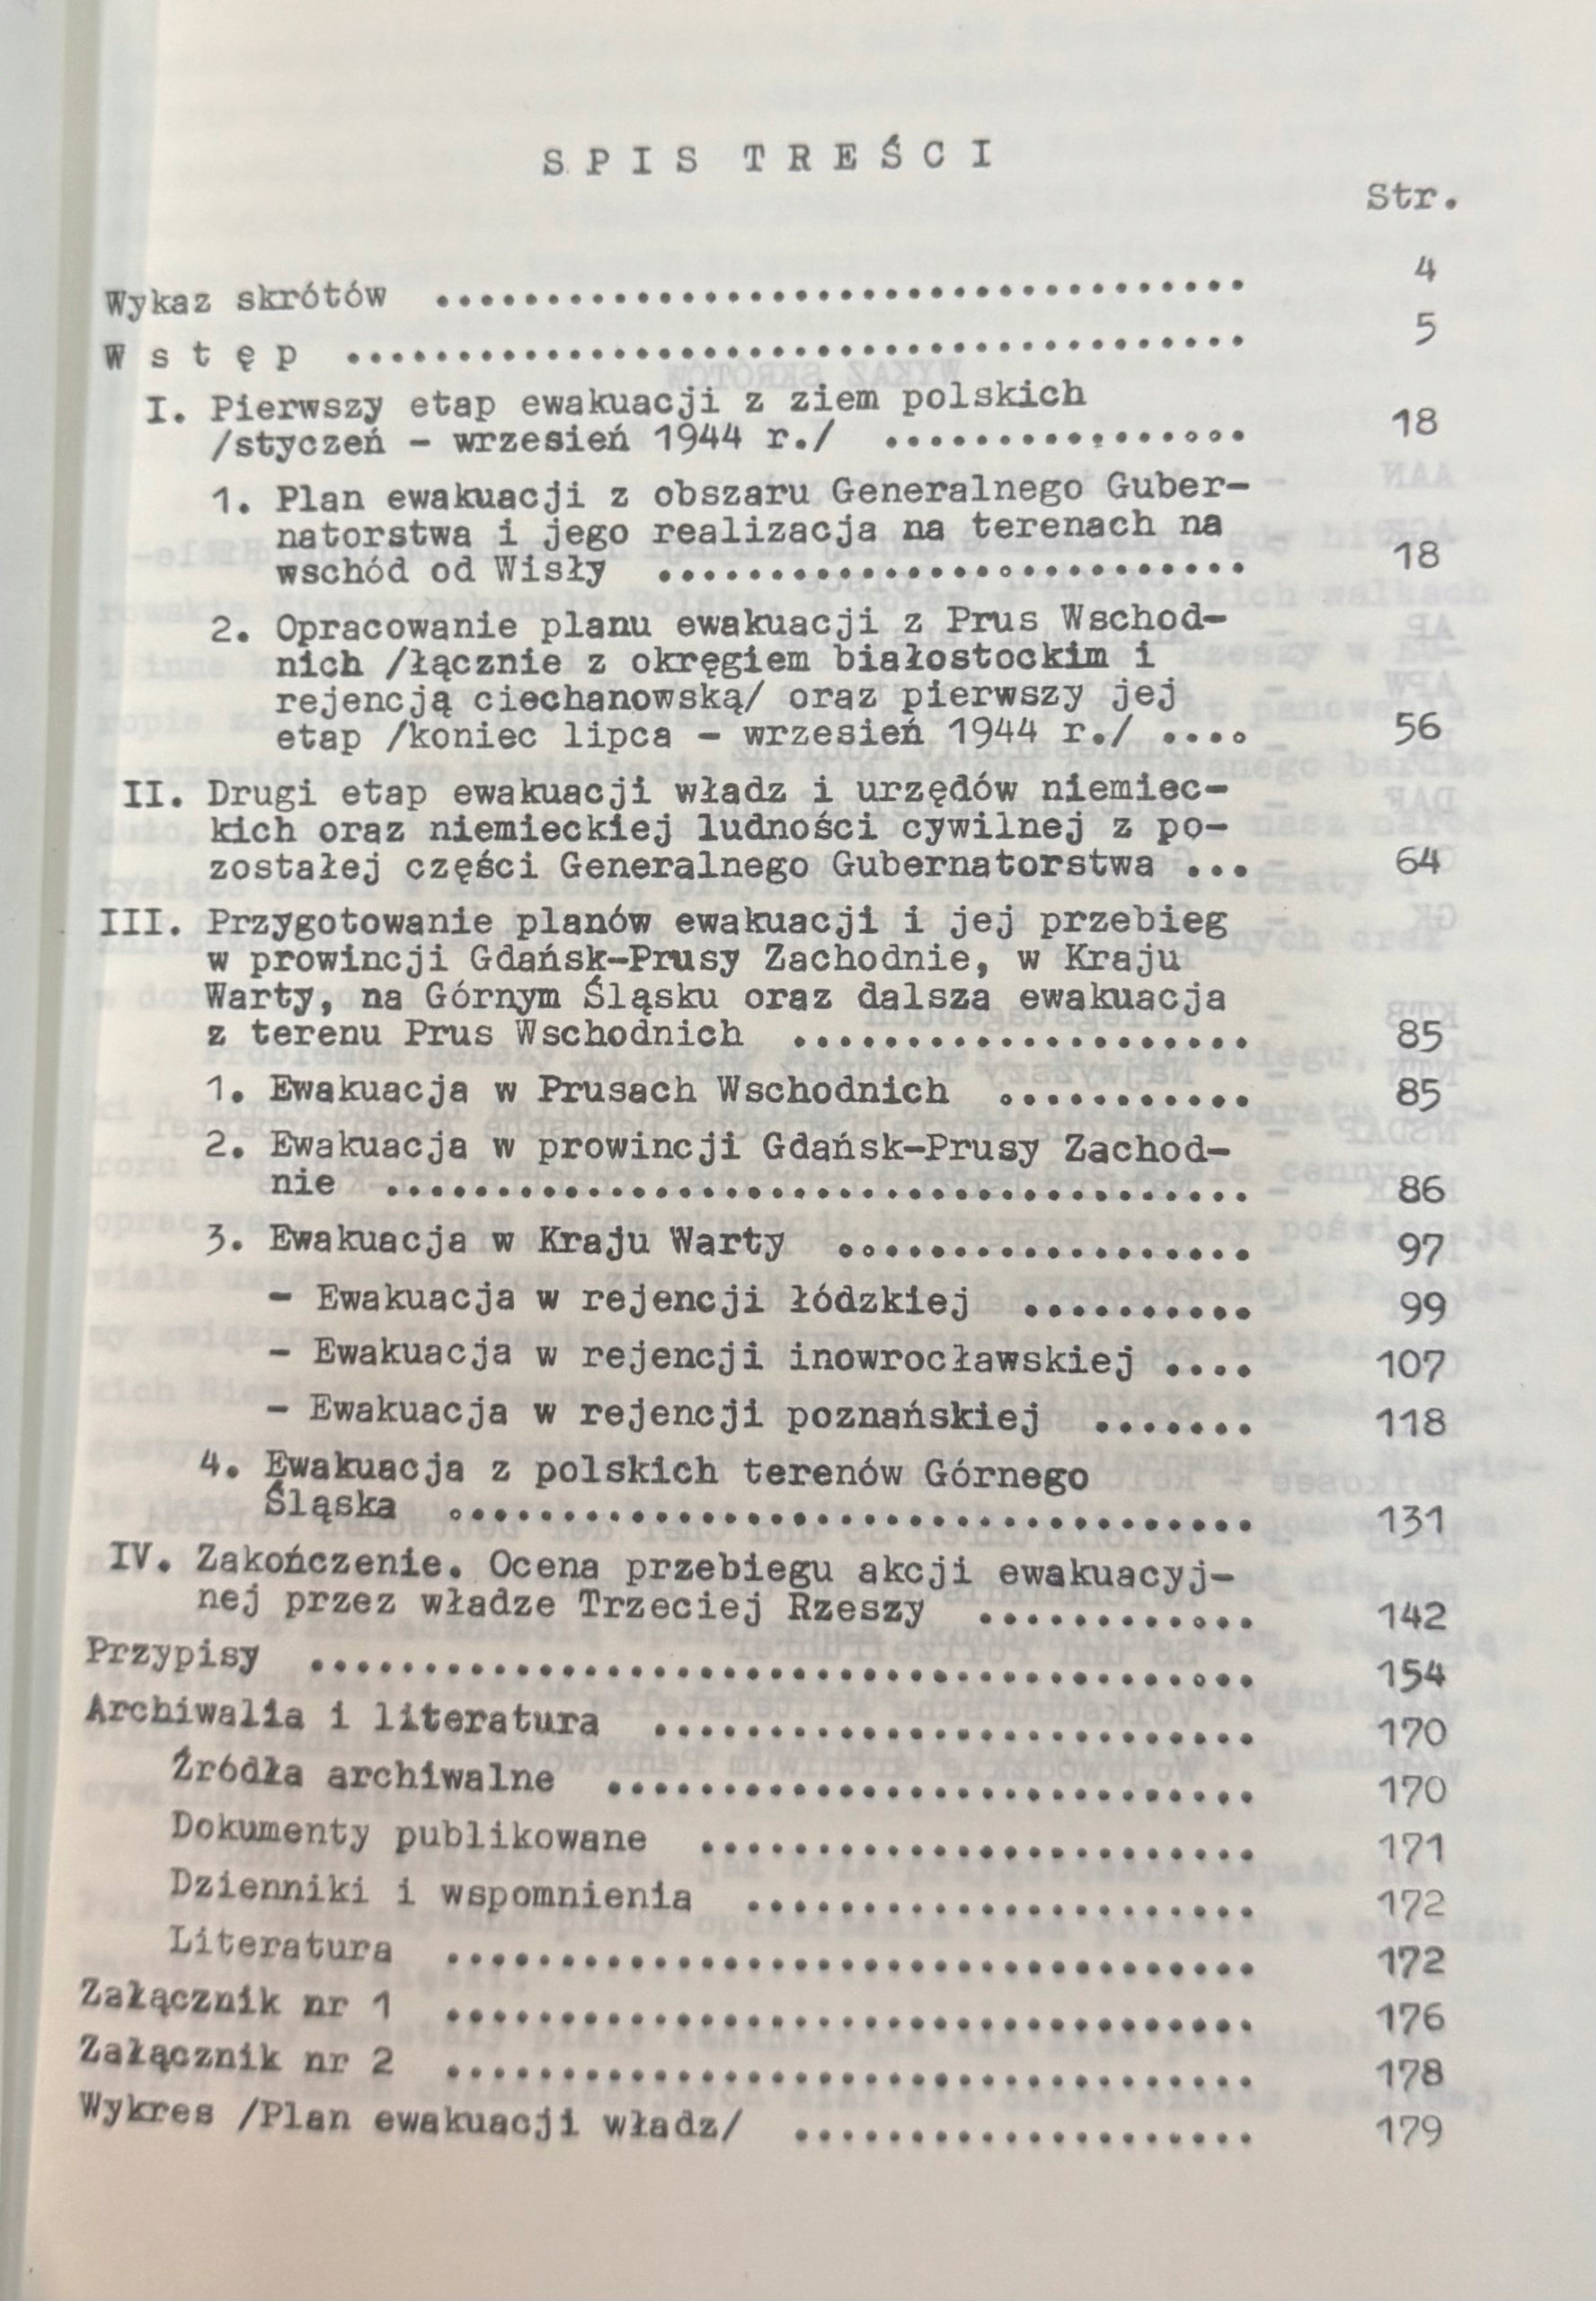 SPIS TREŚCI
Str.
Wykaz skrótów ................................... 4
Wstęp ....................................... 5
I. Pierwszy etap ewakuacji z ziem polskich
/styczeń - wrzesień 1944 r./ ................ 18
1. Plan ewakuacji z obszaru Generalnego Guber-
natorstwa i jego realizacja na terenach na
wschód od Wisły .......................... 18
2. Opracowanie planu ewakuacji z Prus Wschod-
nich /łącznie z okręgiem białostockim i
rejencją ciechanowską/ oraz pierwszy jej
etap /koniec lipca - wrzesień 1944 r./ .... 56
II. Drugi etap ewakuacji władz i urzędów niemiec-
kich oraz niemieckiej ludności cywilnej z po-
zostałej części Generalnego Gubernatorstwa ... 64
III. Przygotowanie planów ewakuacji i jej przebieg
w prowincji Gdańsk-Prusy Zachodnie, w Kraju
Warty, na Górnym Śląsku oraz dalsza ewakuacja
z terenu Prus Wschodnich .................... 85
1. Ewakuacja w Prusach Wschodnich ........... 85
2. Ewakuacja w prowincji Gdańsk-Prusy Zachod-
nie ...................................... 86
3. Ewakuacja w Kraju Warty .................. 97
- Ewakuacja w rejencji łódzkiej .......... 99
- Ewakuacja w rejencji inowrocławskiej .... 107
- Ewakuacja w rejencji poznańskiej ....... 118
4. Ewakuacja z polskich terenów Górnego
Śląska ................................... 131
IV. Zakończenie. Ocena przebiegu akcji ewakuacyj-
nej przez władze Trzeciej Rzeszy ............ 142
Przypisy ......................................... 154
Archiwalia i literatura .......................... 170
Źródła archiwalne ............................ 170
Dokumenty publikowane ........................ 171
Dzienniki i wspomnienia ...................... 172
Literatura ................................... 172
Załącznik nr 1 ................................... 176
Załącznik nr 2 ................................... 178
Wykres /Plan ewakuacji władz/ .................... 179